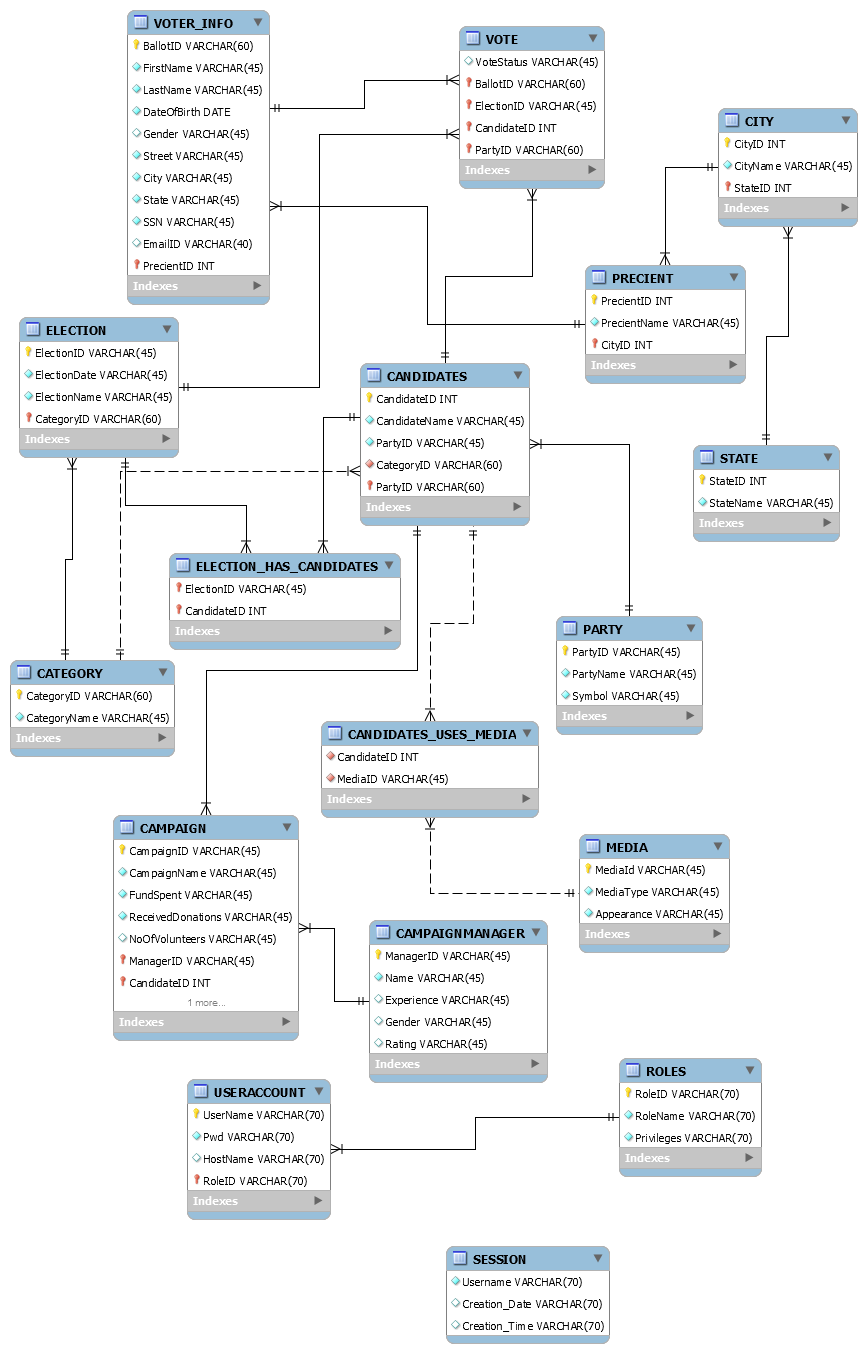 VOTER_INFO
BallotID VARCHAR(60)
FirstName VARCHAR(45)
LastName VARCHAR(45)
DateOfBirth DATE
Gender VARCHAR(45)
Street VARCHAR(45)
City VARCHAR(45)
State VARCHAR(45)
SSN VARCHAR(45)
EmailID VARCHAR(40)
PrecientID INT
Indexes
VOTE
VoteStatus VARCHAR(45)
BallotID VARCHAR(60)
ElectionID VARCHAR(45)
CandidateID INT
PartyID VARCHAR(60)
Indexes
CITY
CityID INT
CityName VARCHAR(45)
StateID INT
Indexes
PRECIENT
PrecientID INT
PrecientName VARCHAR(45)
CityID INT
Indexes
ELECTION
ElectionID VARCHAR(45)
ElectionDate VARCHAR(45)
ElectionName VARCHAR(45)
CategoryID VARCHAR(60)
Indexes
CANDIDATES
CandidateID INT
CandidateName VARCHAR(45)
PartyID VARCHAR(45)
CategoryID VARCHAR(60)
PartyID VARCHAR(60)
Indexes
STATE
StateID INT
StateName VARCHAR(45)
Indexes
ELECTION_HAS_CANDIDATES
ElectionID VARCHAR(45)
CandidateID INT
Indexes
PARTY
PartyID VARCHAR(45)
PartyName VARCHAR(45)
Symbol VARCHAR(45)
Indexes
CATEGORY
CategoryID VARCHAR(60)
CategoryName VARCHAR(45)
Indexes
CANDIDATES_USES_MEDIA
CandidateID INT
MediaID VARCHAR(45)
Indexes
CAMPAIGN
CampaignID VARCHAR(45)
CampaignName VARCHAR(45)
FundSpent VARCHAR(45)
ReceivedDonations VARCHAR(45)
NoOfVolunteers VARCHAR(45)
ManagerID VARCHAR(45)
CandidateID INT
1 more...
Indexes
MEDIA
MediaId VARCHAR(45)
MediaType VARCHAR(45)
Appearance VARCHAR(45)
Indexes
CAMPAIGNMANAGER
ManagerID VARCHAR(45)
Name VARCHAR(45)
Experience VARCHAR(45)
Gender VARCHAR(45)
Rating VARCHAR(45)
Indexes
USERACCOUNT
UserName VARCHAR(70)
Pwd VARCHAR(70)
HostName VARCHAR(70)
RoleID VARCHAR(70)
Indexes
ROLES
RoleID VARCHAR(70)
RoleName VARCHAR(70)
Privileges VARCHAR(70)
Indexes
SESSION
Username VARCHAR(70)
Creation_Date VARCHAR(70)
Creation_Time VARCHAR(70)